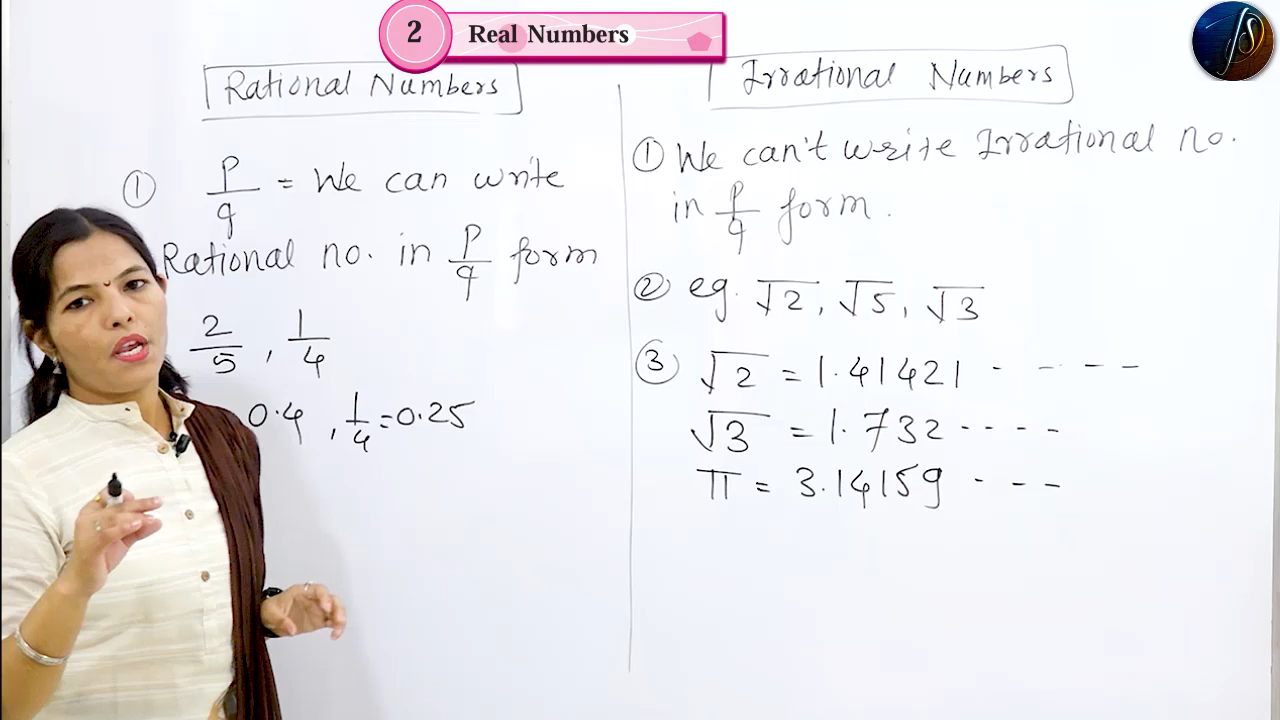 2 Real Numbers
Rational Numbers
① p/q = We can write
Rational no. in p/q form
2/5 , 1/4
0.4 , 1/4 = 0.25
Irrational Numbers
① We can't write Irrational no.
in p/q form.
② eg. √2, √5, √3
③ √2 = 1.41421 - - - -
√3 = 1.732 - - - -
π = 3.14159 - - - -